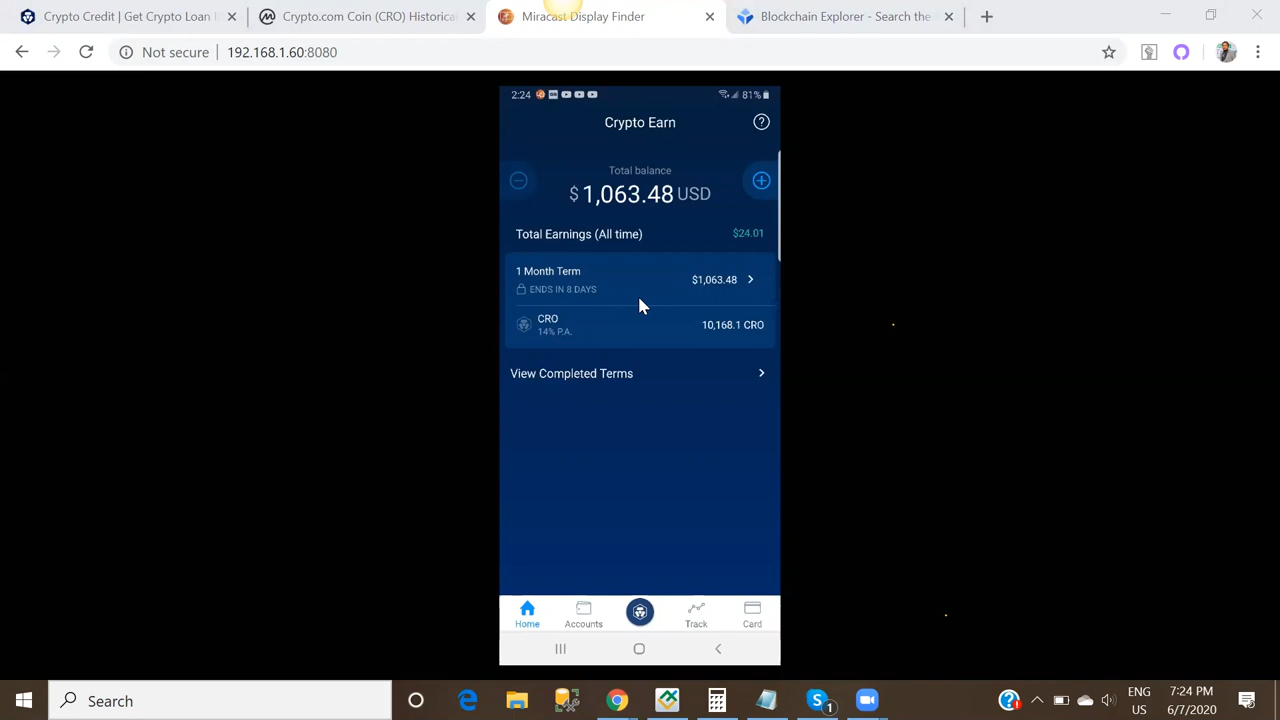 Crypto Credit | Get Crypto Loan
Crypto.com Coin (CRO) Historica
Miracast Display Finder
Blockchain Explorer - Search the
Not secure
192.168.1.60:8080
2:24
81%
Crypto Earn
Total balance
$ 1,063.48 USD
Total Earnings (All time) $24.01
1 Month Term
$1,063.48
ENDS IN 8 DAYS
CRO
14% P.A.
10,168.1 CRO
View Completed Terms
Home Accounts Track Card
Search
1
ENG
US
7:24 PM
6/7/2020